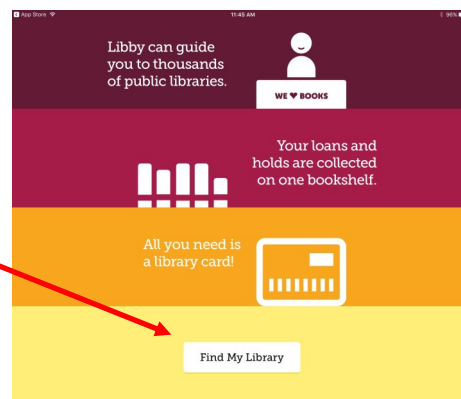 App Store
11:45 AM
96%
Libby can guide
you to thousands
of public libraries.
WE ♥ BOOKS
Your loans and
holds are collected
on one bookshelf.
All you need is
a library card!
Find My Library